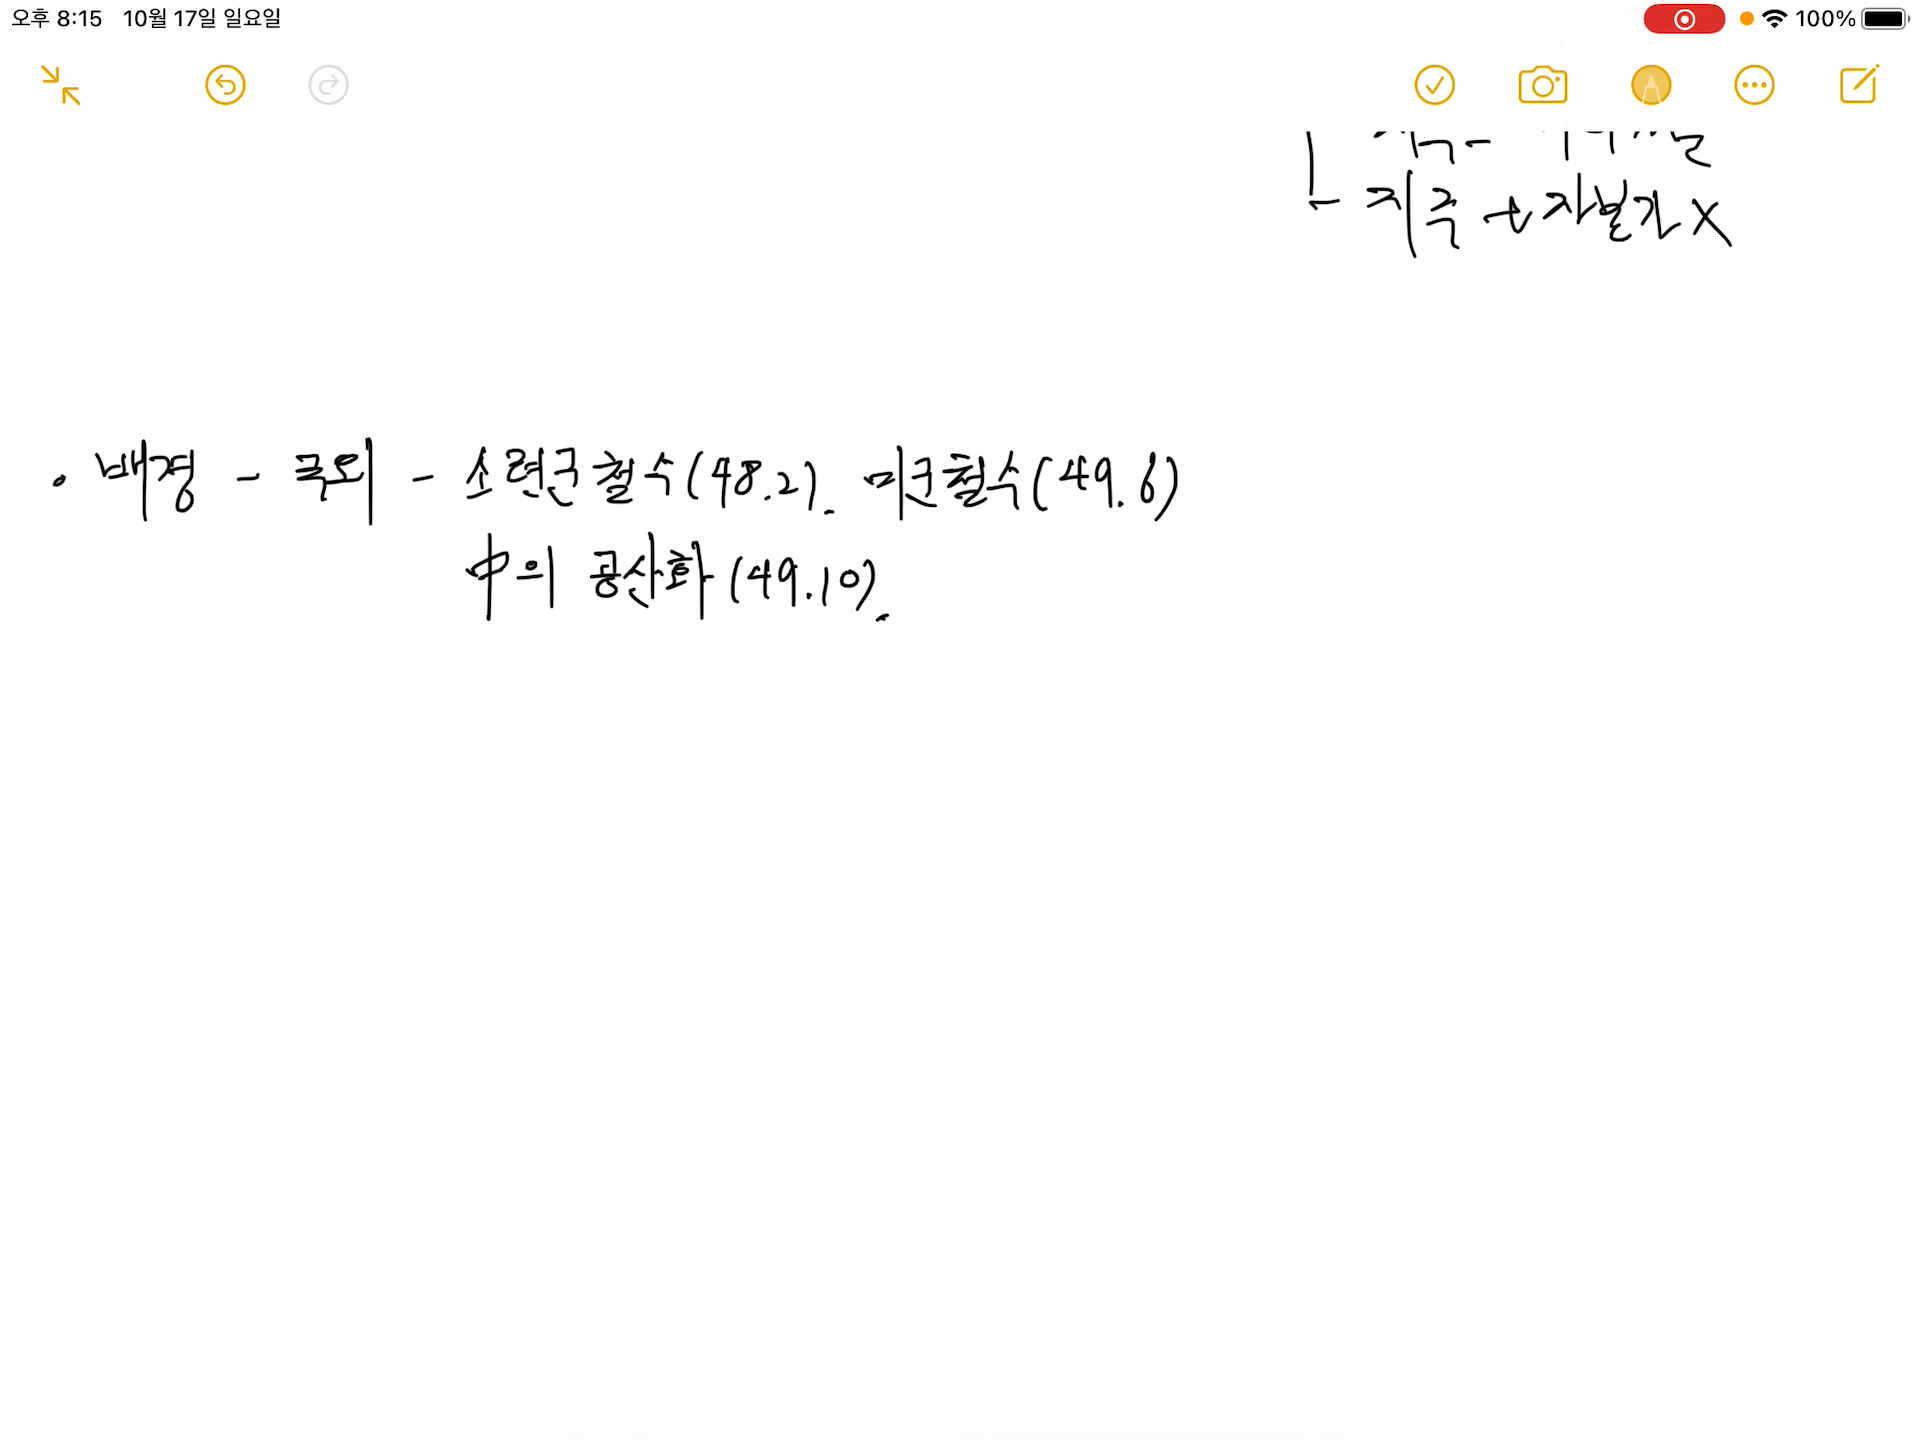 오후 8:15 10월 17일 일요일 100%
지주 → 자본가 X
· 배경 - 국외 - 소련군철수(48.2). 미군철수(49.6)
中의 공산화(49.10).